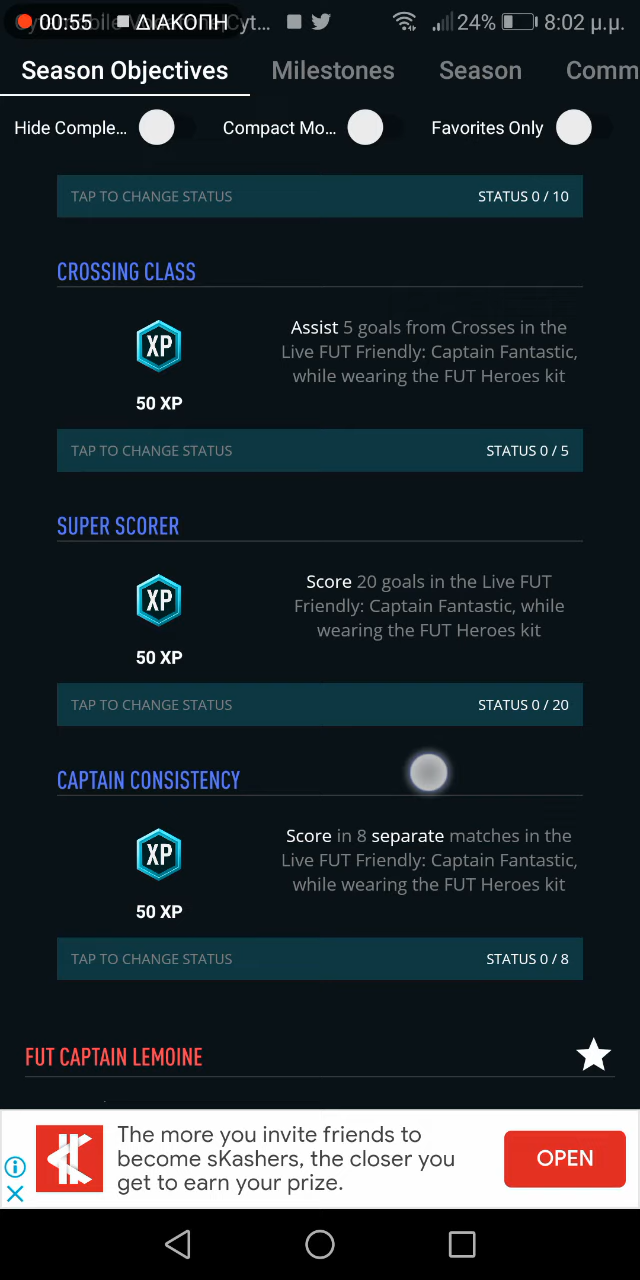 00:55 ΔΙΑΚΟΠΗ Cyt... 24% 8:02 μ.μ.
Season Objectives Milestones Season Comm
Hide Comple... Compact Mo... Favorites Only
TAP TO CHANGE STATUS STATUS 0 / 10
CROSSING CLASS
XP
50 XP
Assist 5 goals from Crosses in the
Live FUT Friendly: Captain Fantastic,
while wearing the FUT Heroes kit
TAP TO CHANGE STATUS STATUS 0 / 5
SUPER SCORER
XP
50 XP
Score 20 goals in the Live FUT
Friendly: Captain Fantastic, while
wearing the FUT Heroes kit
TAP TO CHANGE STATUS STATUS 0 / 20
CAPTAIN CONSISTENCY
XP
50 XP
Score in 8 separate matches in the
Live FUT Friendly: Captain Fantastic,
while wearing the FUT Heroes kit
TAP TO CHANGE STATUS STATUS 0 / 8
FUT CAPTAIN LEMOINE
The more you invite friends to
become sKashers, the closer you
get to earn your prize.
OPEN